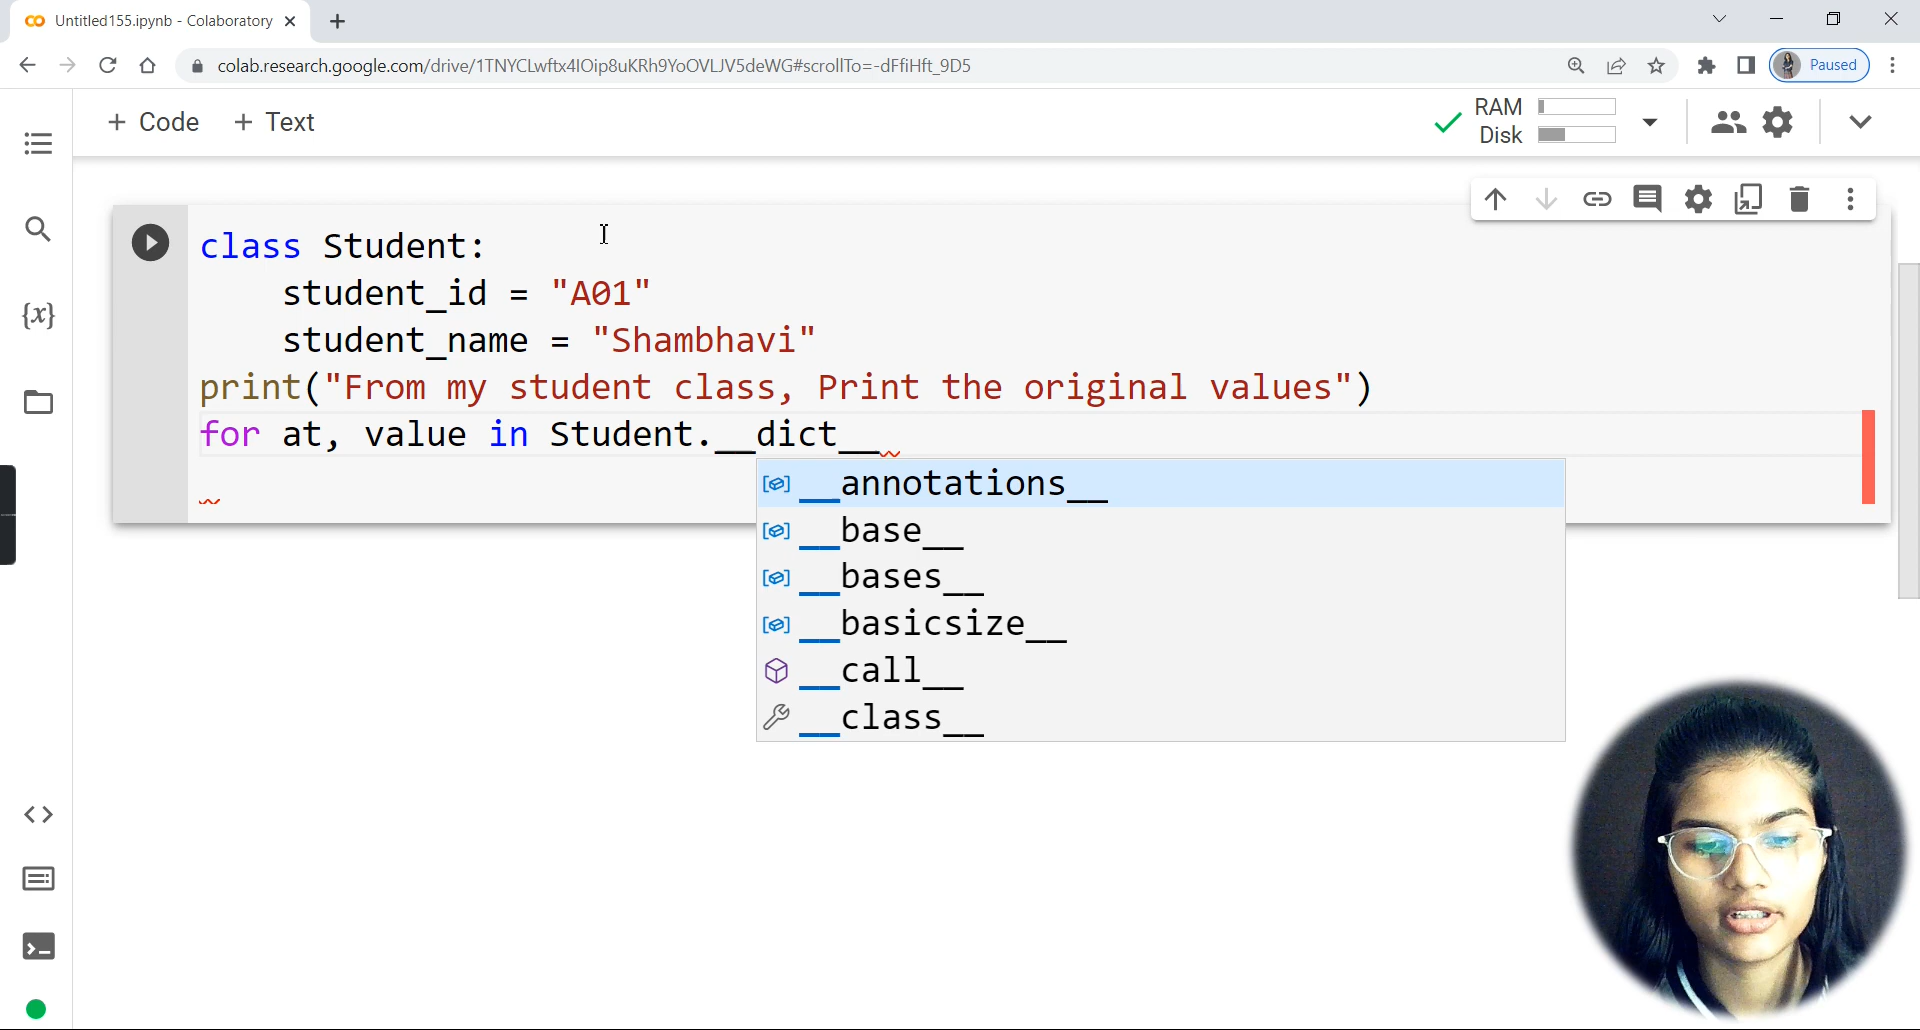 Untitled155.ipynb - Colaboratory
colab.research.google.com/drive/1TNYCLwftx4IOip8uKRh9YoOVLJV5deWG#scrollTo=-dFfiHft_9D5
Paused
+ Code + Text
RAM
Disk
{x}
class Student:
student_id = "A01"
student_name = "Shambhavi"
print("From my student class, Print the original values")
for at, value in Student.__dict__
__annotations__
__base__
__bases__
__basicsize__
__call__
__class__